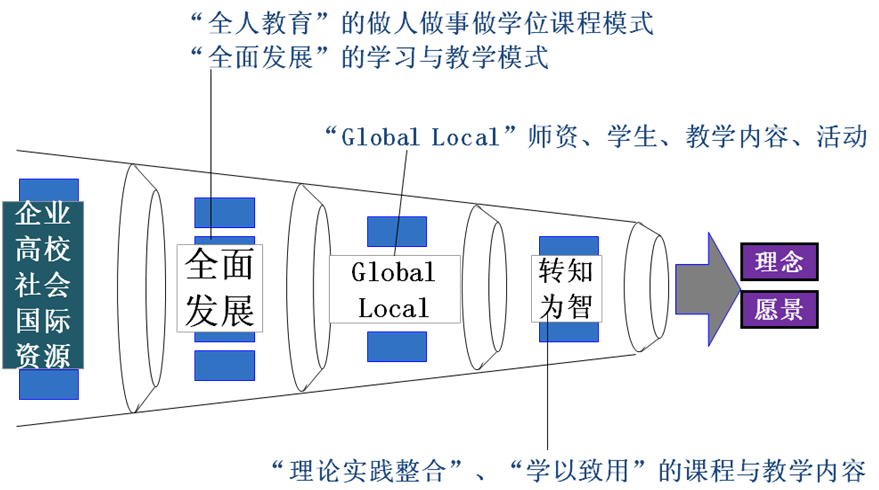 “全人教育”的做人做事做学位课程模式
“全面发展”的学习与教学模式
“Global Local”师资、学生、教学内容、活动
企业
高校
社会
国际
资源
全面
发展
Global
Local
转知
为智
理念
愿景
“理论实践整合”、“学以致用”的课程与教学内容